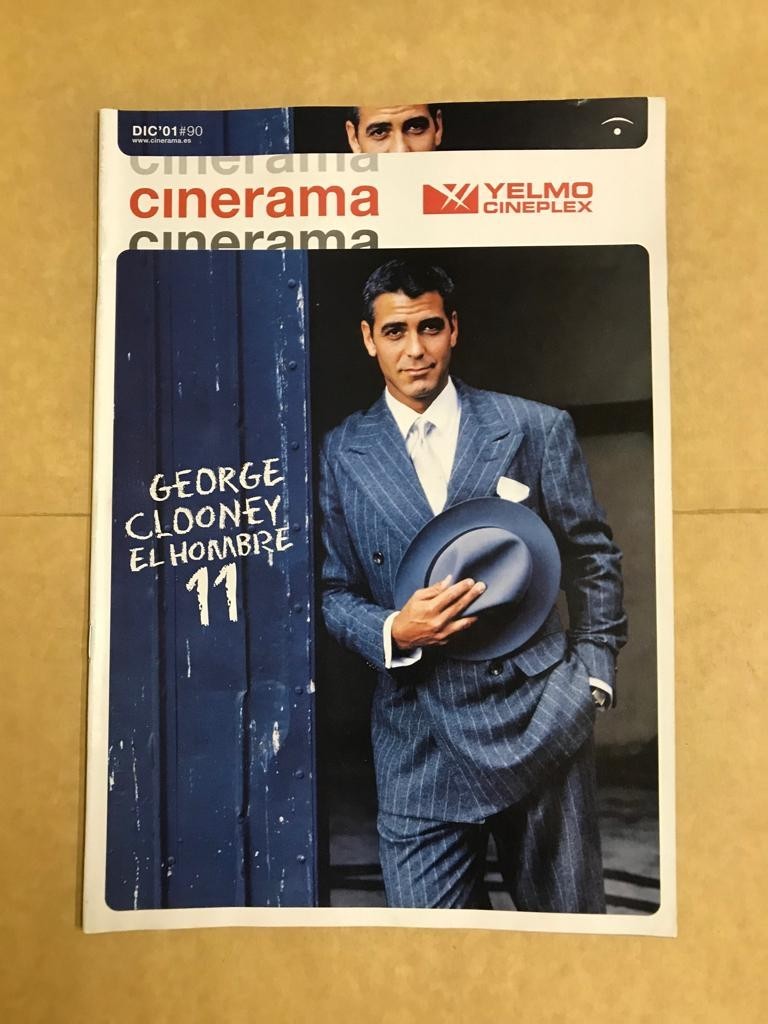 DIC'01#90
www.cinerama.es
cinerama
cinerama
cinerama
YELMO
CINEPLEX
GEORGE
CLOONEY
EL HOMBRE
11